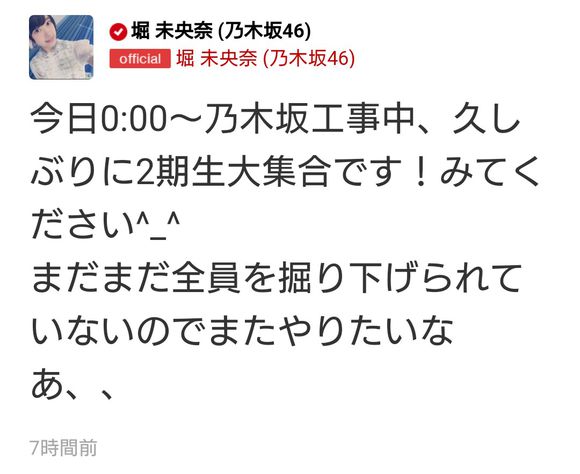 堀 未央奈 (乃木坂46)
official 堀 未央奈 (乃木坂46)
今日0:00〜乃木坂工事中、久し
ぶりに2期生大集合です！みてく
ださい^_^
まだまだ全員を掘り下げられて
いないのでまたやりたいな
あ、、
7時間前